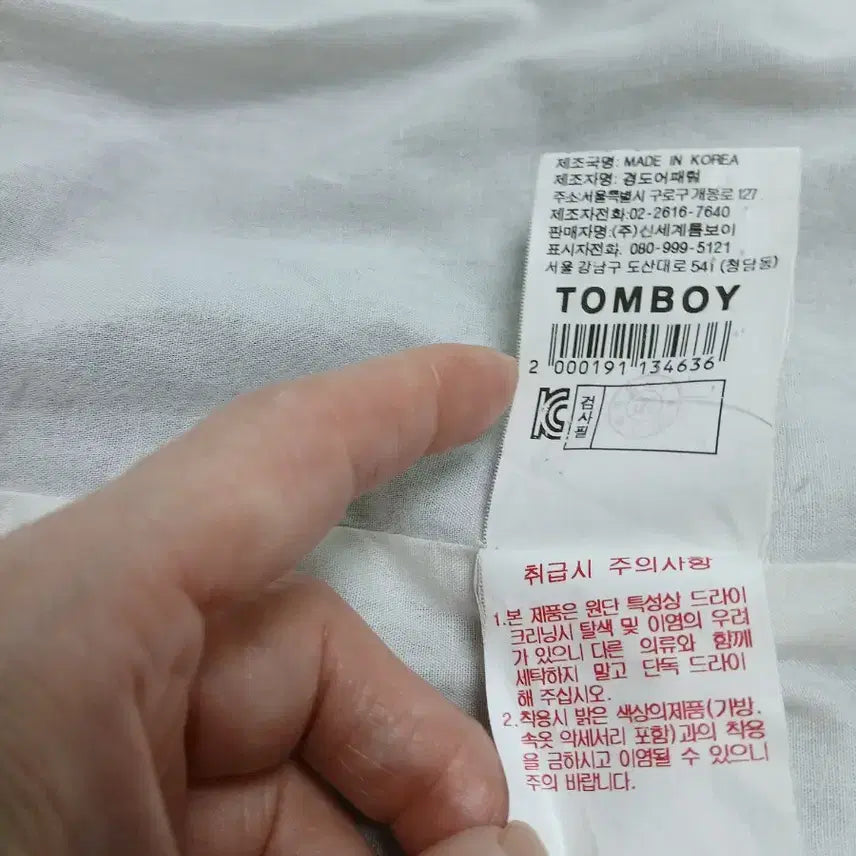 제조국명: MADE IN KOREA
제조자명: 경도어패럴
주소:서울특별시 구로구 개봉로 127
제조자전화:02-2616-7640
판매자명:(주)신세계톰보이
표시자전화. 080-999-5121
서울 강남구 도산대로 541 (청담동)
TOMBOY
2 000191 134636
KC 검사필
취급시 주의사항
1.본 제품은 원단 특성상 드라이
크리닝시 탈색 및 이염의 우려
가 있으니 다른 의류와 함께
세탁하지 말고 단독 드라이
해 주십시오.
2.착용시 밝은 색상의제품(가방.
속옷 악세서리 포함)과의 착용
을 금하시고 이염될 수 있으니
주의 바랍니다.